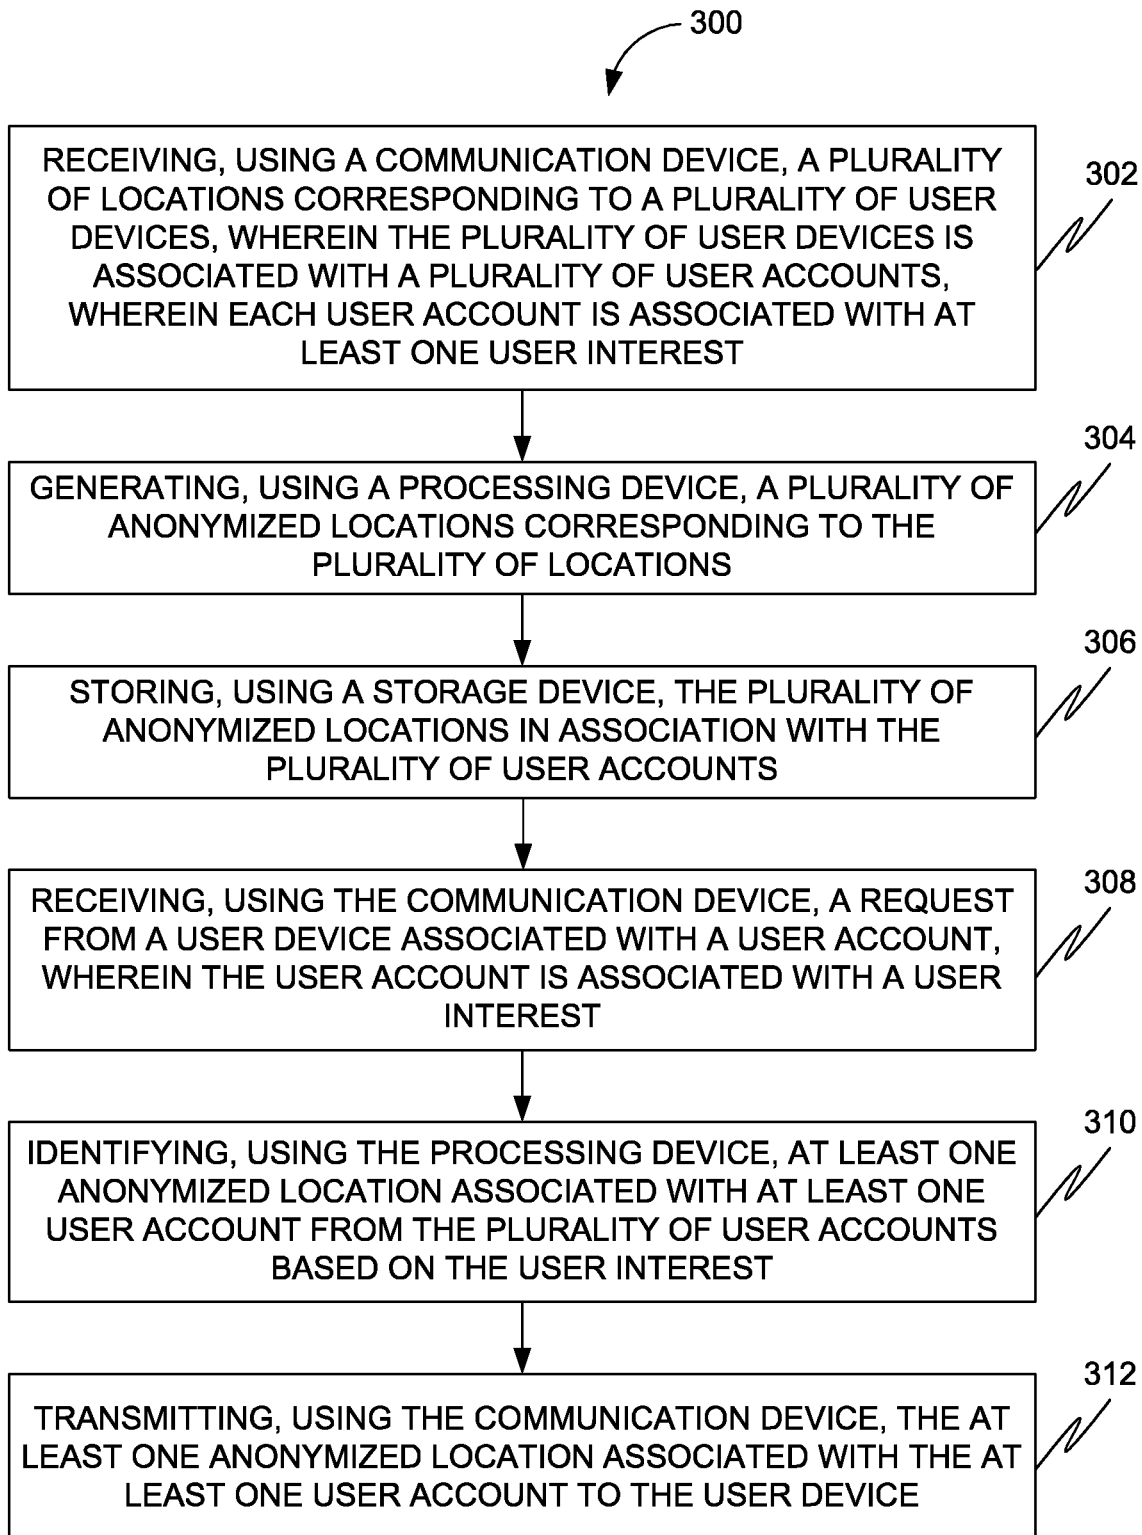 300
RECEIVING, USING A COMMUNICATION DEVICE, A PLURALITY
OF LOCATIONS CORRESPONDING TO A PLURALITY OF USER
DEVICES, WHEREIN THE PLURALITY OF USER DEVICES IS
ASSOCIATED WITH A PLURALITY OF USER ACCOUNTS,
WHEREIN EACH USER ACCOUNT IS ASSOCIATED WITH AT
LEAST ONE USER INTEREST
302
GENERATING, USING A PROCESSING DEVICE, A PLURALITY OF
ANONYMIZED LOCATIONS CORRESPONDING TO THE
PLURALITY OF LOCATIONS
304
STORING, USING A STORAGE DEVICE, THE PLURALITY OF
ANONYMIZED LOCATIONS IN ASSOCIATION WITH THE
PLURALITY OF USER ACCOUNTS
306
RECEIVING, USING THE COMMUNICATION DEVICE, A REQUEST
FROM A USER DEVICE ASSOCIATED WITH A USER ACCOUNT,
WHEREIN THE USER ACCOUNT IS ASSOCIATED WITH A USER
INTEREST
308
IDENTIFYING, USING THE PROCESSING DEVICE, AT LEAST ONE
ANONYMIZED LOCATION ASSOCIATED WITH AT LEAST ONE
USER ACCOUNT FROM THE PLURALITY OF USER ACCOUNTS
BASED ON THE USER INTEREST
310
TRANSMITTING, USING THE COMMUNICATION DEVICE, THE AT
LEAST ONE ANONYMIZED LOCATION ASSOCIATED WITH THE AT
LEAST ONE USER ACCOUNT TO THE USER DEVICE
312